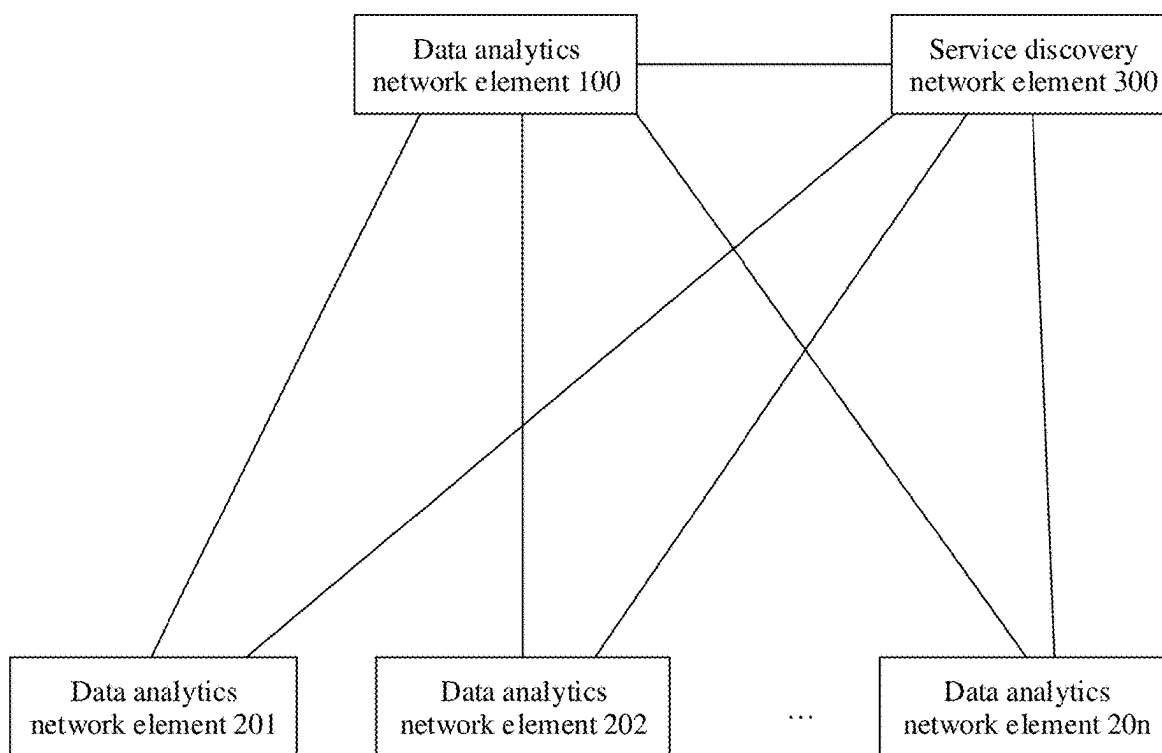 Data analytics
network element 100
Service discovery
network element 300
Data analytics
network element 201
Data analytics
network element 202
...
Data analytics
network element 20n